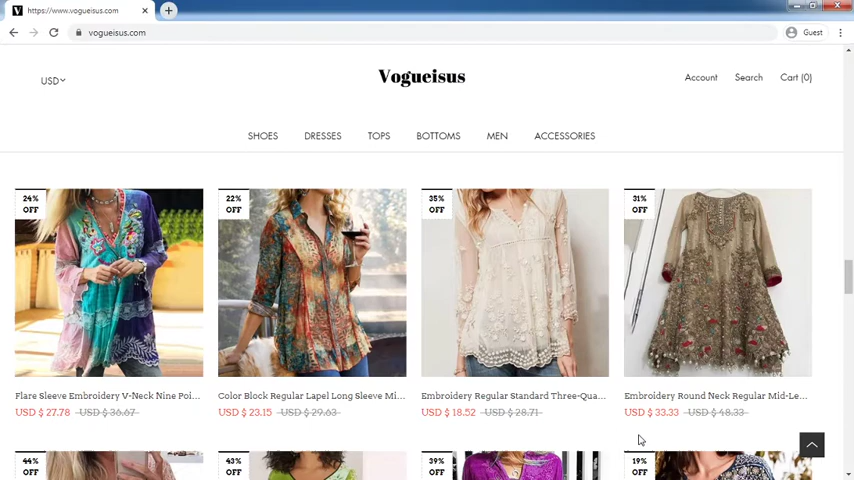 https://www.vogueisus.com
vogueisus.com
Guest
USD
Vogueisus
Account
Search
Cart (0)
SHOES
DRESSES
TOPS
BOTTOMS
MEN
ACCESSORIES
24%
OFF
22%
OFF
35%
OFF
31%
OFF
Flare Sleeve Embroidery V-Neck Nine Poi...
Color Block Regular Lapel Long Sleeve Mi...
Embroidery Regular Standard Three-Qua...
Embroidery Round Neck Regular Mid-Le...
USD $ 27.78 USD $ 36.67
USD $ 23.15 USD $ 29.63
USD $ 18.52 USD $ 28.71
USD $ 33.33 USD $ 48.33
44%
OFF
43%
OFF
39%
OFF
19%
OFF